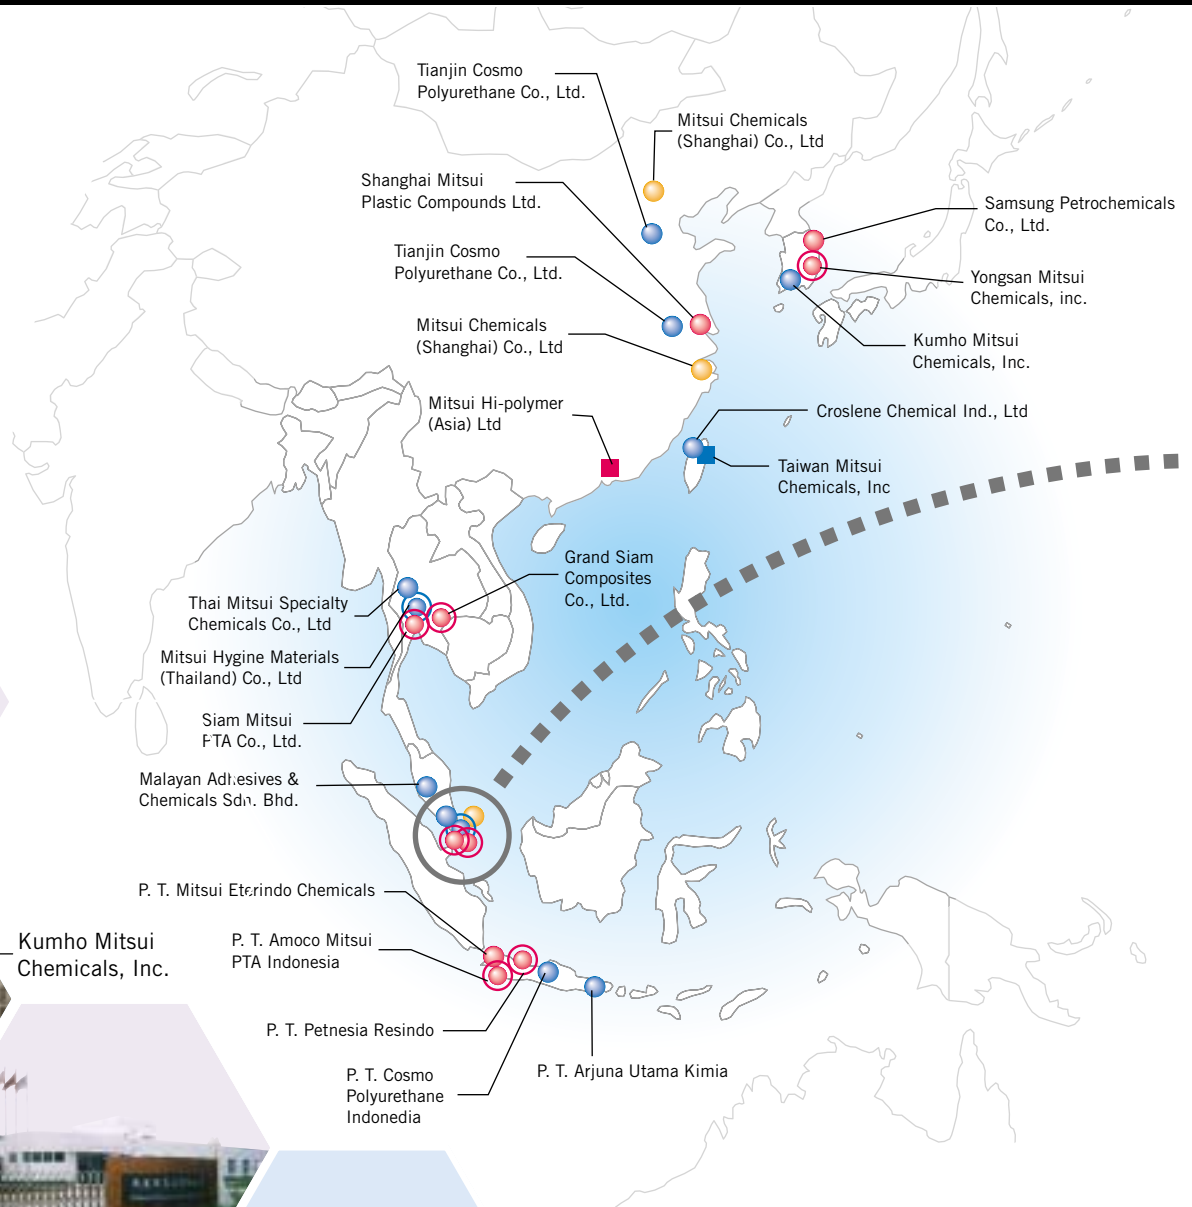 Tianjin Cosmo
Polyurethane Co., Ltd.
Mitsui Chemicals
(Shanghai) Co., Ltd
Shanghai Mitsui
Plastic Compounds Ltd.
Samsung Petrochemicals
Co., Ltd.
Tianjin Cosmo
Polyurethane Co., Ltd.
Yongsan Mitsui
Chemicals, inc.
Mitsui Chemicals
(Shanghai) Co., Ltd
Kumho Mitsui
Chemicals, Inc.
Mitsui Hi-polymer
(Asia) Ltd
Croslene Chemical Ind., Ltd
Taiwan Mitsui
Chemicals, Inc
Grand Siam
Composites
Co., Ltd.
Thai Mitsui Specialty
Chemicals Co., Ltd
Mitsui Hygine Materials
(Thailand) Co., Ltd
Siam Mitsui
PTA Co., Ltd.
Malayan Adhesives &
Chemicals Sdn. Bhd.
P. T. Mitsui Eterindo Chemicals
Kumho Mitsui
Chemicals, Inc.
P. T. Amoco Mitsui
PTA Indonesia
P. T. Petnesia Resindo
P. T. Arjuna Utama Kimia
P. T. Cosmo
Polyurethane
Indonedia